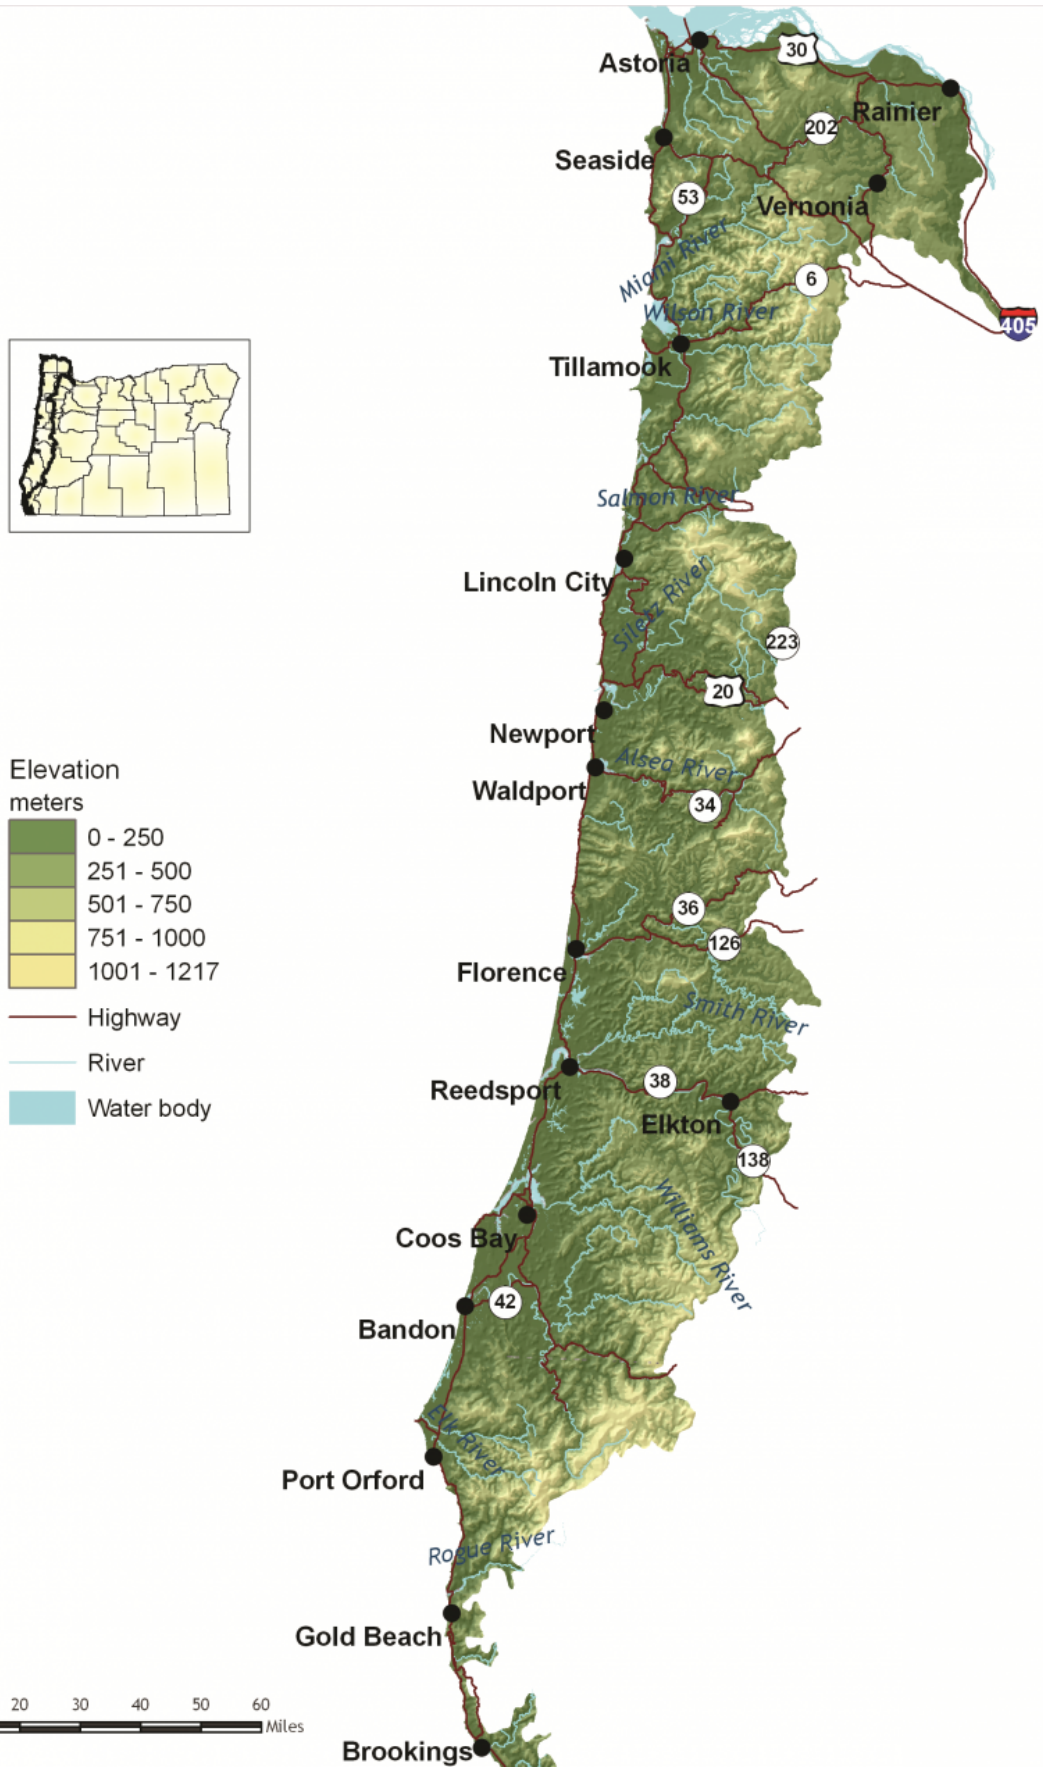 Astoria
30
Rainier
202
Seaside
53
Vernonia
Miami River
6
Wilson River
405
Tillamook
Salmon River
Lincoln City
Siletz River
223
20
Newport
Alsea River
Waldport
34
Elevation
meters
0 - 250
251 - 500
501 - 750
751 - 1000
1001 - 1217
Highway
River
Water body
36
126
Florence
Smith River
Reedsport
38
Elkton
138
Williams River
Coos Bay
42
Bandon
Elk River
Port Orford
Rogue River
Gold Beach
20 30 40 50 60
Miles
Brookings